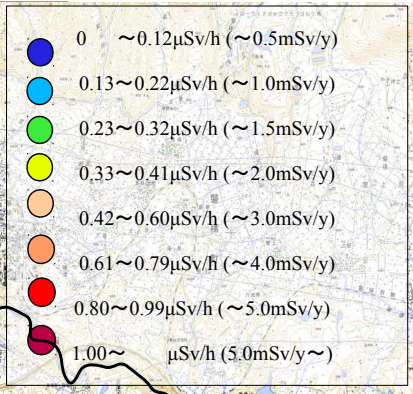 0 ～0.12μSv/h (～0.5mSv/y)
0.13～0.22μSv/h (～1.0mSv/y)
0.23～0.32μSv/h (～1.5mSv/y)
0.33～0.41μSv/h (～2.0mSv/y)
0.42～0.60μSv/h (～3.0mSv/y)
0.61～0.79μSv/h (～4.0mSv/y)
0.80～0.99μSv/h (～5.0mSv/y)
1.00～ μSv/h (5.0mSv/y～)